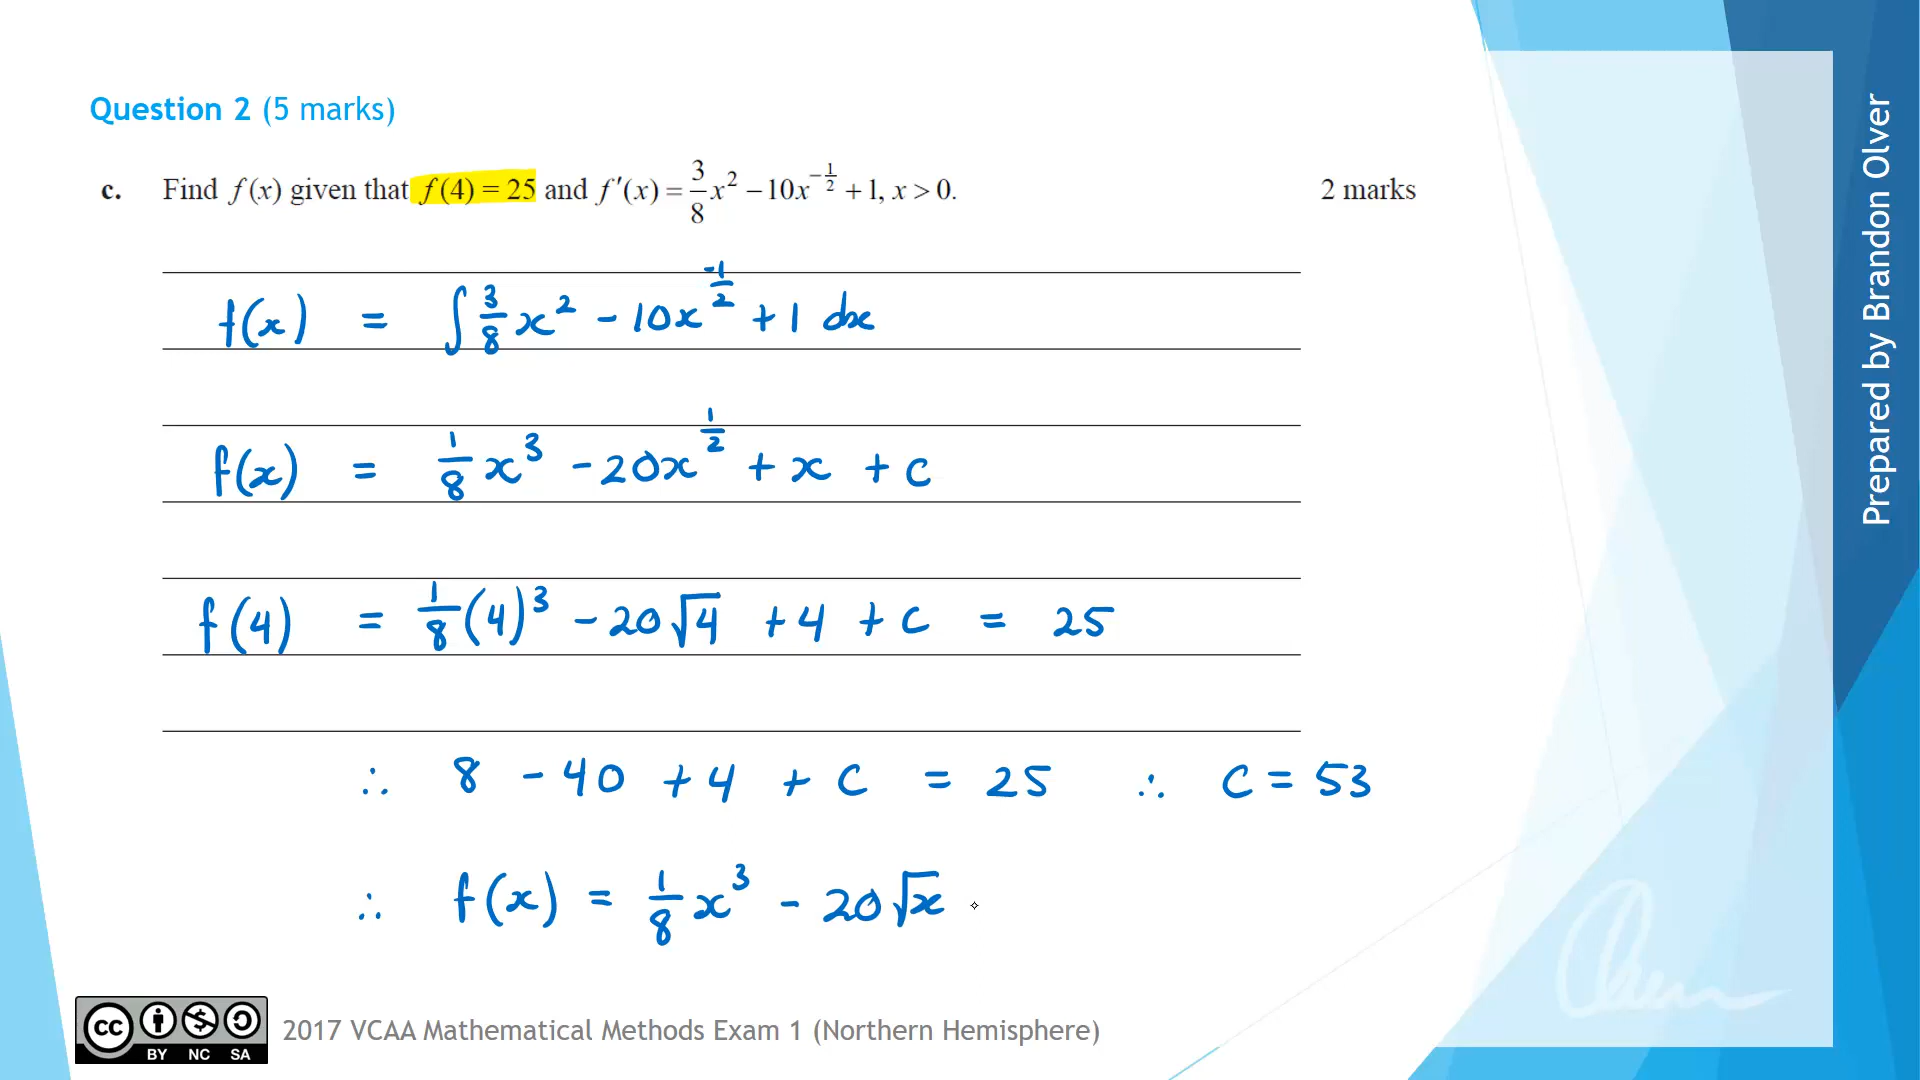 Question 2 (5 marks)
c. Find f(x) given that f(4) = 25 and f′(x) = 3/8 x² − 10x^(−1/2) + 1, x > 0. 2 marks
f(x) = ∫ 3/8 x² − 10x^(−1/2) + 1 dx
f(x) = 1/8 x³ − 20x^(1/2) + x + c
f(4) = 1/8 (4)³ − 20√4 + 4 + c = 25
∴ 8 − 40 + 4 + c = 25 ∴ c = 53
∴ f(x) = 1/8 x³ − 20√x
cc BY NC SA
2017 VCAA Mathematical Methods Exam 1 (Northern Hemisphere)
Prepared by Brandon Olver